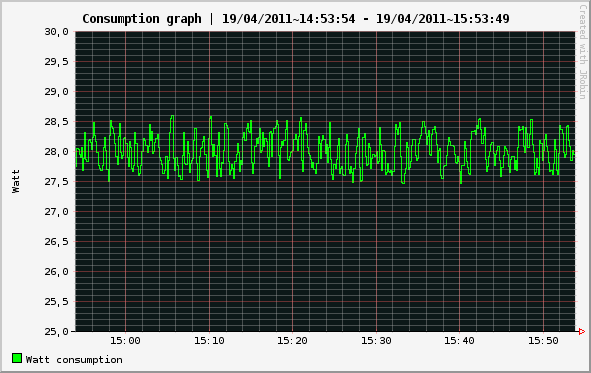 Consumption graph | 19/04/2011~14:53:54 - 19/04/2011~15:53:49
Created with JRobin
Watt
30,0
29,5
29,0
28,5
28,0
27,5
27,0
26,5
26,0
25,5
25,0
15:00 15:10 15:20 15:30 15:40 15:50
Watt consumption